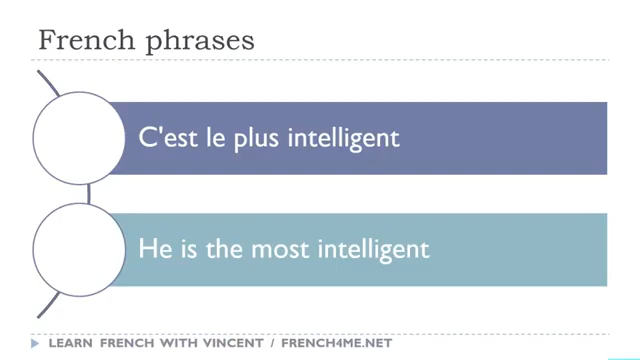 French phrases
C'est le plus intelligent
He is the most intelligent
LEARN FRENCH WITH VINCENT / FRENCH4ME.NET